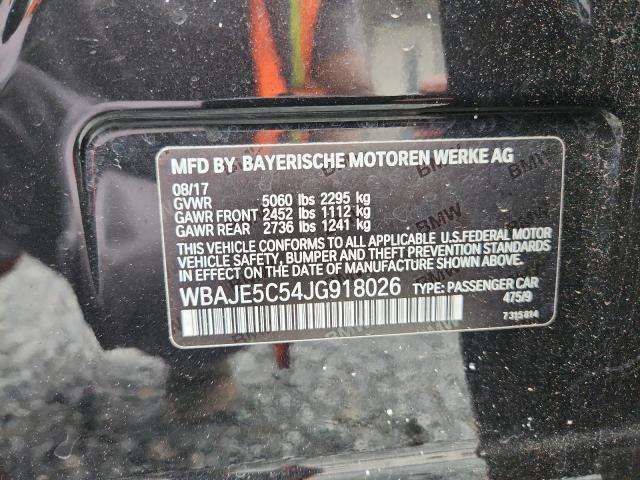 MFD BY BAYERISCHE MOTOREN WERKE AG
08/17
GVWR 5060 lbs 2295 kg
GAWR FRONT 2452 lbs 1112 kg
GAWR REAR 2736 lbs 1241 kg
THIS VEHICLE CONFORMS TO ALL APPLICABLE U.S.FEDERAL MOTOR
VEHICLE SAFETY, BUMPER AND THEFT PREVENTION STANDARDS
IN EFFECT ON THE DATE OF MANUFACTURE SHOWN ABOVE.
WBAJE5C54JG918026 TYPE: PASSENGER CAR
475/9
7315814